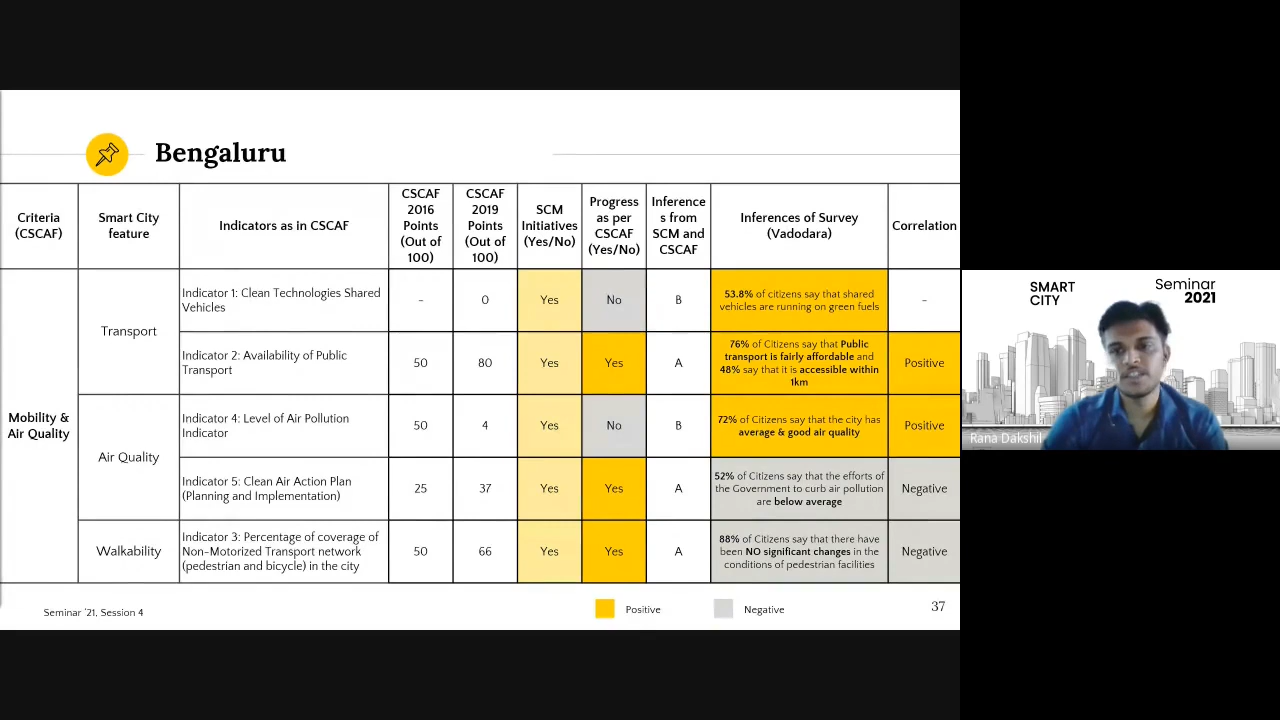 Bengaluru
Criteria
(CSCAF)
Smart City
feature
Indicators as in CSCAF
CSCAF
2016
Points
(Out of
100)
CSCAF
2019
Points
(Out of
100)
SCM
Initiatives
(Yes/No)
Progress
as per
CSCAF
(Yes/No)
Inference
s from
SCM and
CSCAF
Inferences of Survey
(Vadodara)
Correlation
Mobility &
Air Quality
Transport
Indicator 1: Clean Technologies Shared
Vehicles
-
0
Yes
No
B
53.8% of citizens say that shared
vehicles are running on green fuels
-
Indicator 2: Availability of Public
Transport
50
80
Yes
Yes
A
76% of Citizens say that Public
transport is fairly affordable and
48% say that it is accessible within
1km
Positive
Air Quality
Indicator 4: Level of Air Pollution
Indicator
50
4
Yes
No
B
72% of Citizens say that the city has
average & good air quality
Positive
Indicator 5: Clean Air Action Plan
(Planning and Implementation)
25
37
Yes
Yes
A
52% of Citizens say that the efforts of
the Government to curb air pollution
are below average
Negative
Walkability
Indicator 3: Percentage of coverage of
Non-Motorized Transport network
(pedestrian and bicycle) in the city
50
66
Yes
Yes
A
88% of Citizens say that there have
been NO significant changes in the
conditions of pedestrian facilities
Negative
Seminar '21, Session 4
Positive
Negative
37
SMART
CITY
Seminar
2021
Rana Dakshil